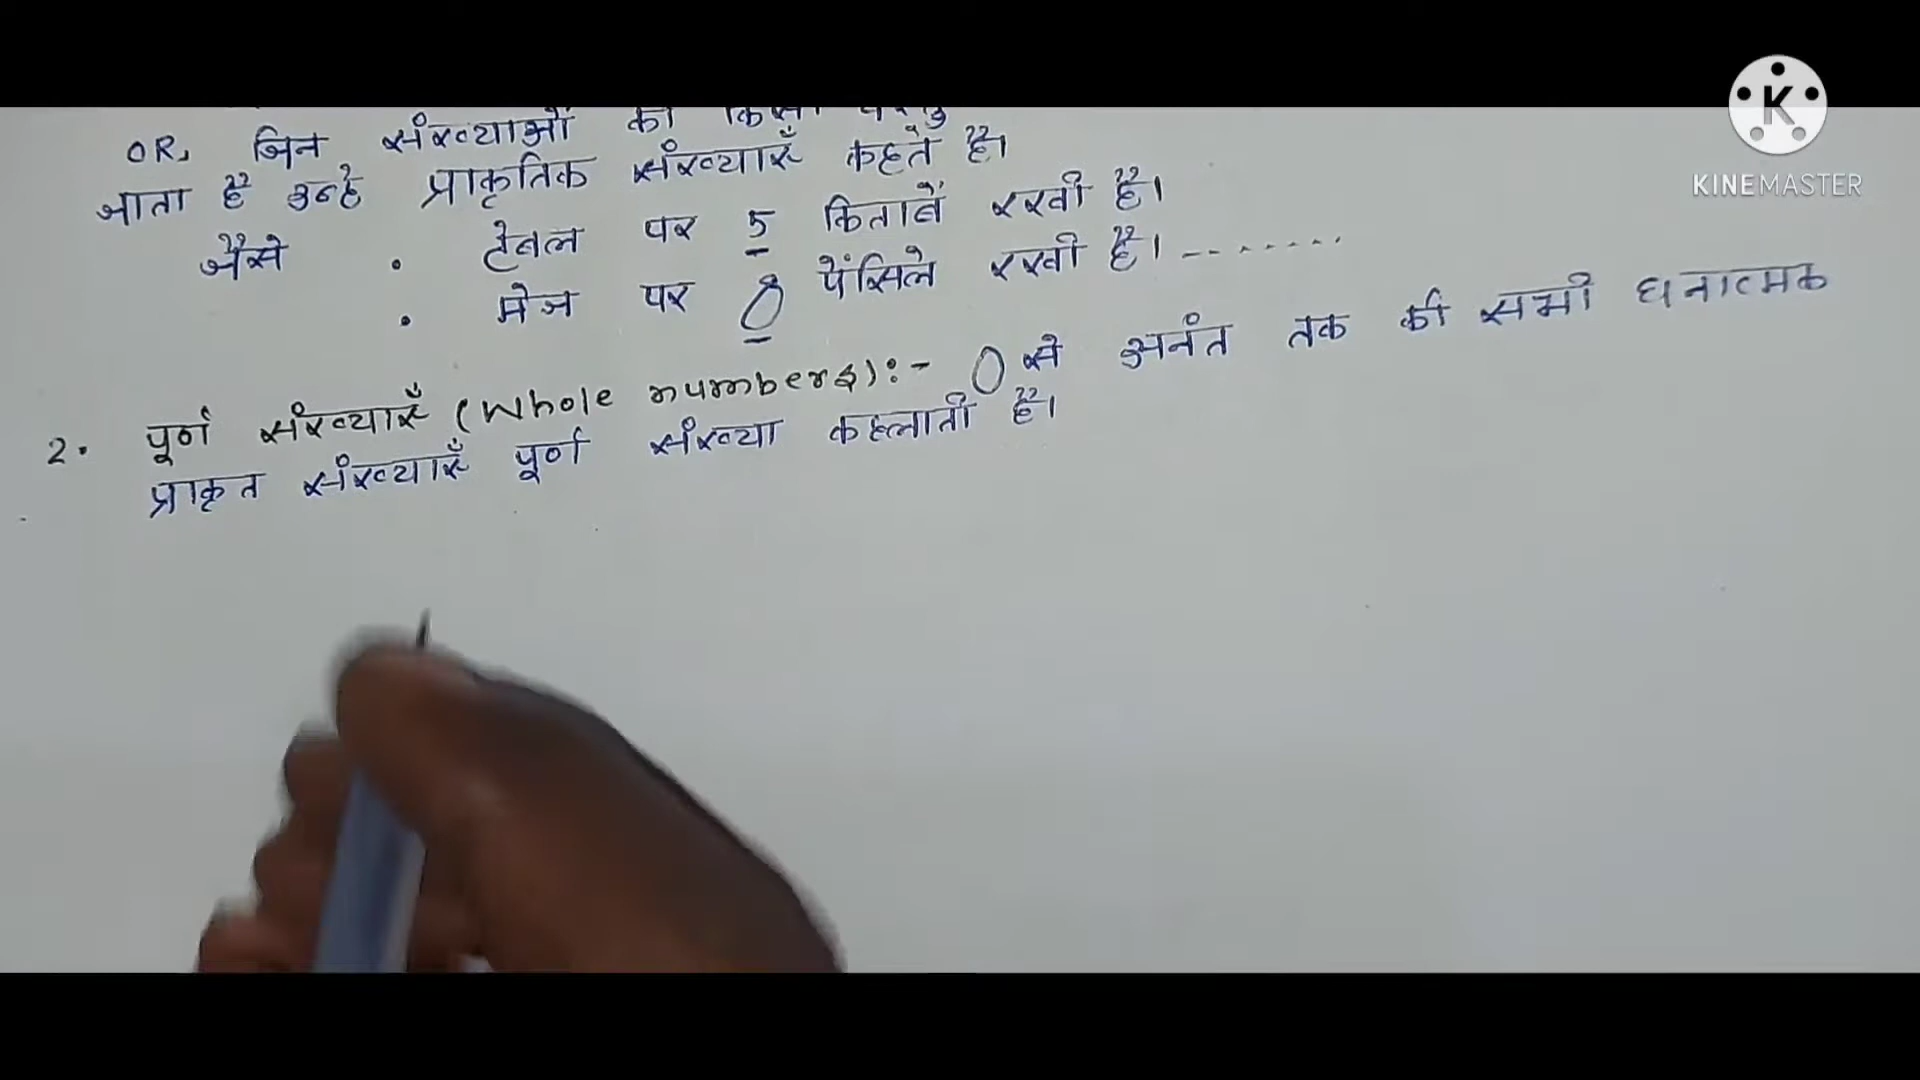 OR, जिन संख्याओं को किसी वस्तु
जाता है उन्हे प्राकृतिक संख्याएँ कहते है।
जैसे • टेबल पर 5 किताबें रखी है।
• मेज पर 8 पेंसिले रखी है। --------
2. पूर्ण संख्याएँ (Whole numbers):- 0 से अनंत तक की सभी धनात्मक
प्राकृत संख्याएँ पूर्ण संख्या कहलाती है।
KINEMASTER